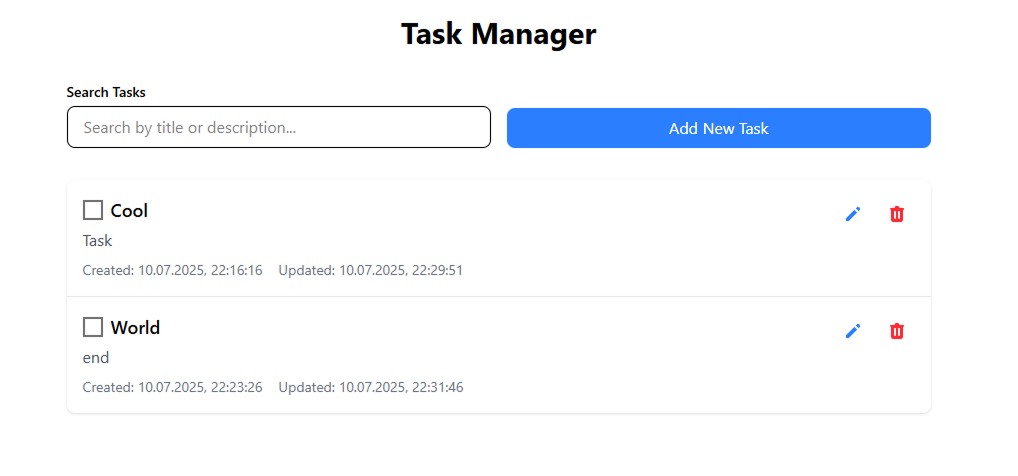 Task Manager
Search Tasks
Search by title or description...
Add New Task
Cool
Task
Created: 10.07.2025, 22:16:16 Updated: 10.07.2025, 22:29:51
World
end
Created: 10.07.2025, 22:23:26 Updated: 10.07.2025, 22:31:46